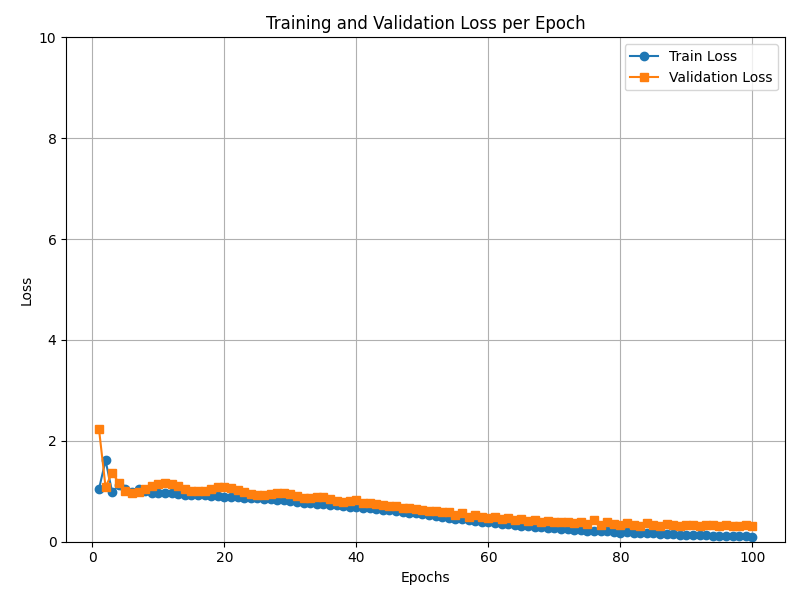 Training and Validation Loss per Epoch
Train Loss
Validation Loss
10
8
6
4
2
0
Loss
0 20 40 60 80 100
Epochs